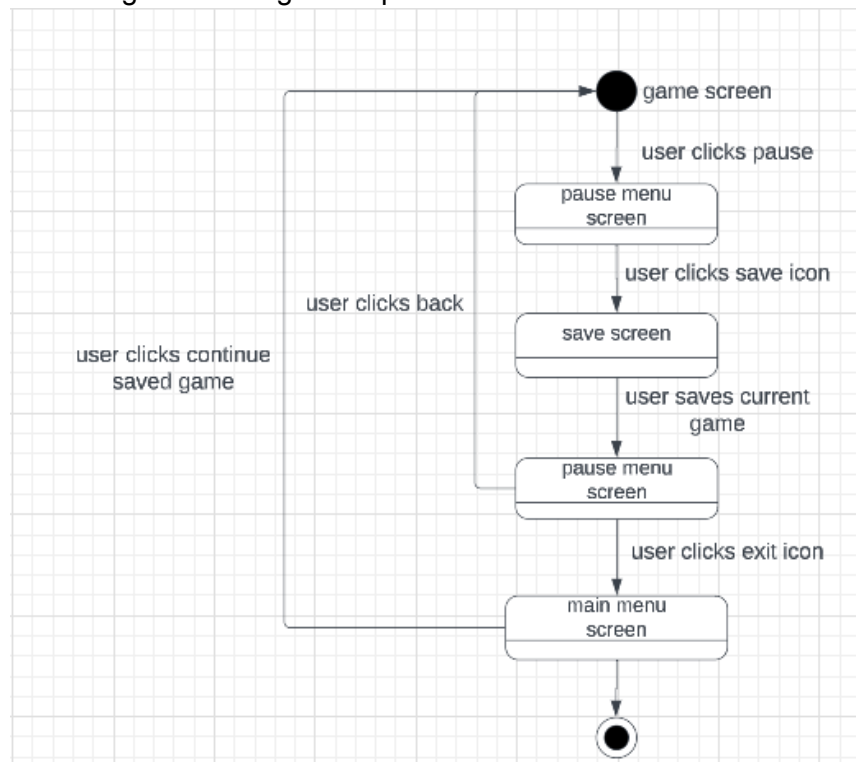 game screen
user clicks pause
pause menu
screen
user clicks save icon
user clicks back
save screen
user clicks continue
saved game
user saves current
game
pause menu
screen
user clicks exit icon
main menu
screen